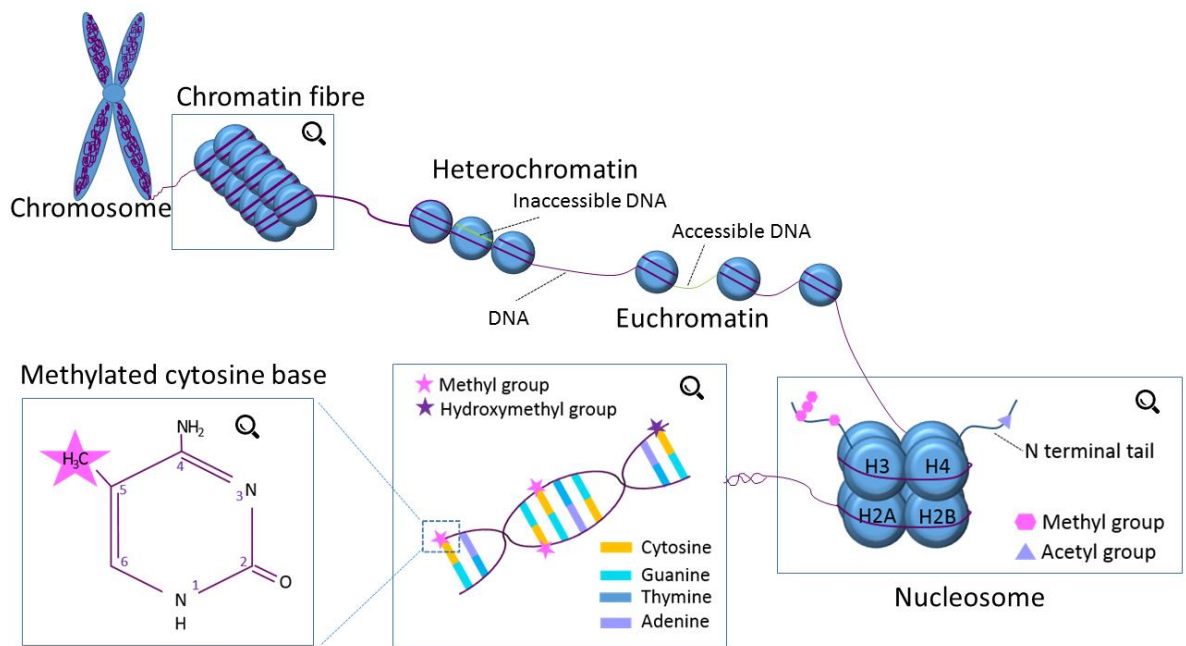 Chromatin fibre
Chromosome
Heterochromatin
Inaccessible DNA
Accessible DNA
DNA
Euchromatin
Methylated cytosine base
H₃C
NH₂
4
5
3
N
6
1
2
O
N
H
Methyl group
Hydroxymethyl group
Cytosine
Guanine
Thymine
Adenine
N terminal tail
H3
H4
H2A
H2B
Methyl group
Acetyl group
Nucleosome